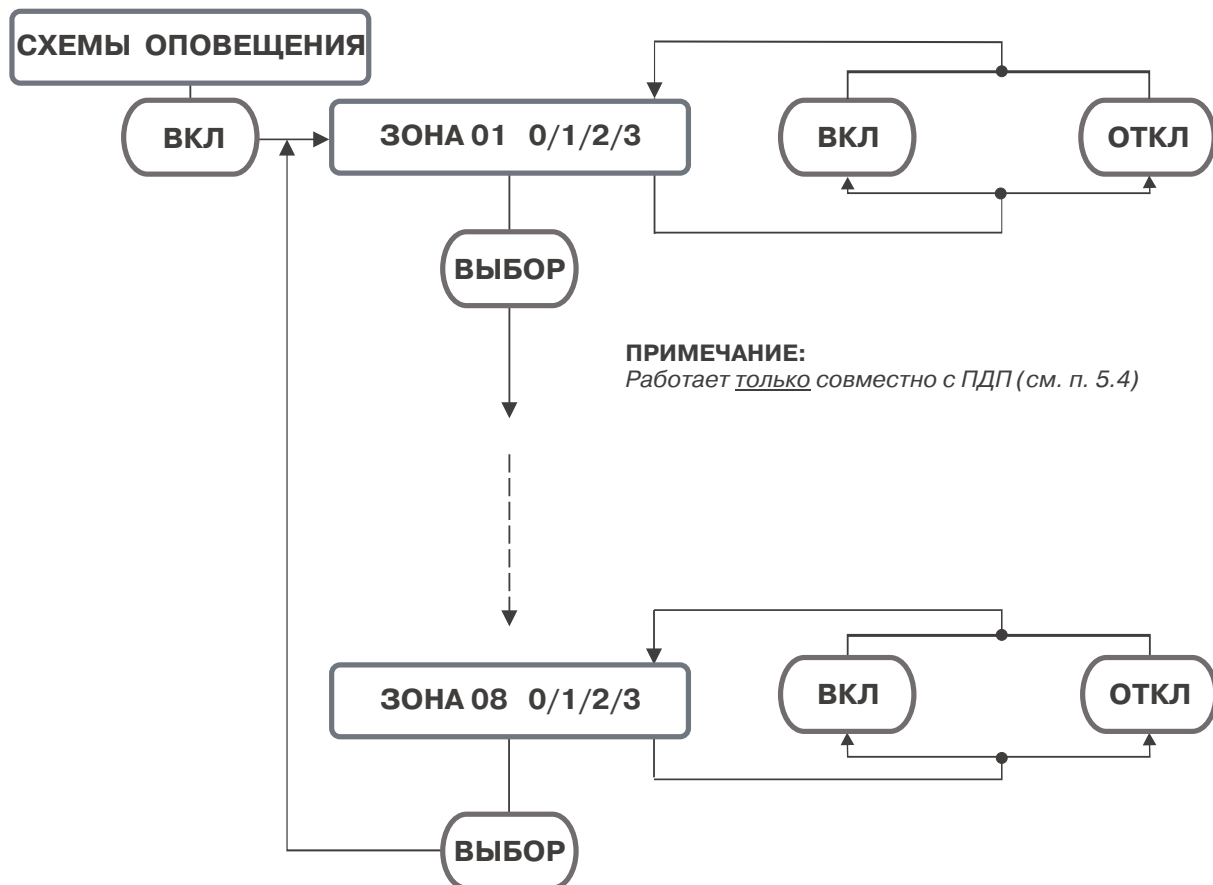 СХЕМЫ ОПОВЕЩЕНИЯ
ВКЛ
ЗОНА 01 0/1/2/3
ВКЛ
ОТКЛ
ВЫБОР
ПРИМЕЧАНИЕ:
Работает только совместно с ПДП (см. п. 5.4)
ЗОНА 08 0/1/2/3
ВКЛ
ОТКЛ
ВЫБОР